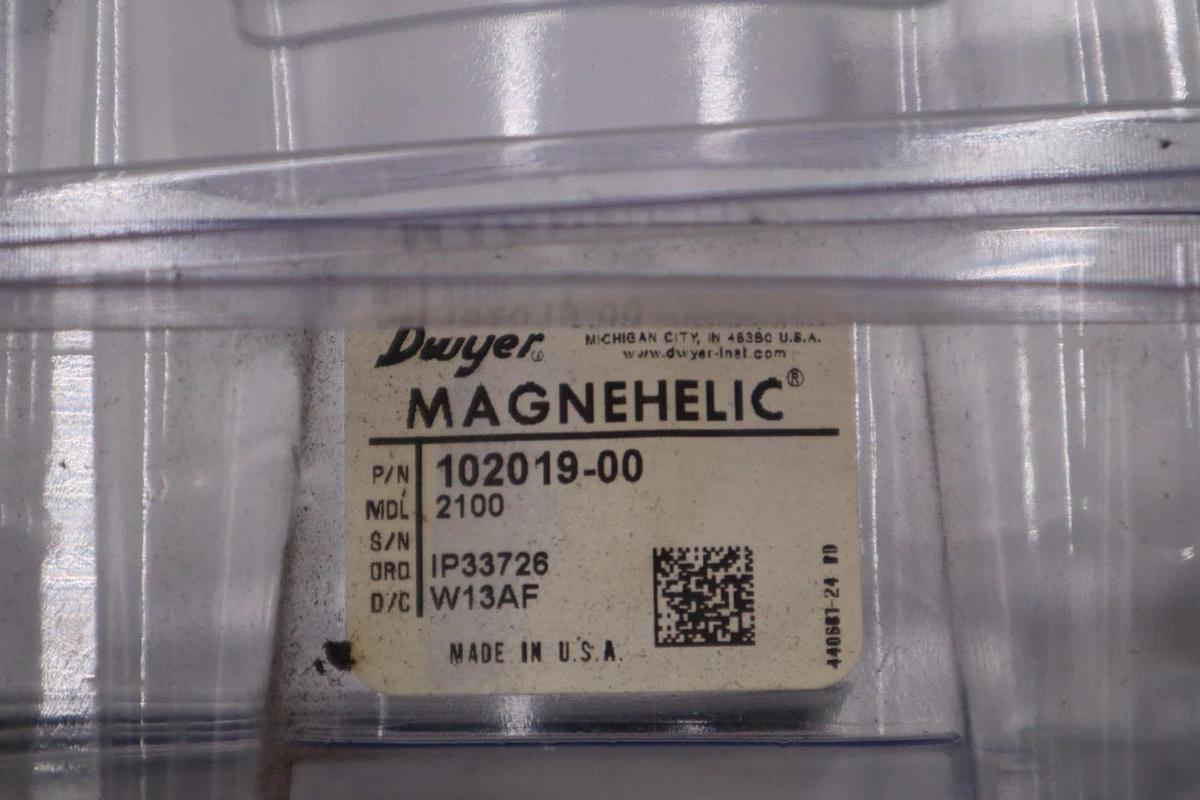 Dwyer®
MICHIGAN CITY, IN 46360 U.S.A.
www.dwyer-inst.com
MAGNEHELIC®
P/N 102019-00
MDL 2100
S/N
ORD IP33726
D/C W13AF
MADE IN U.S.A.
440681-24